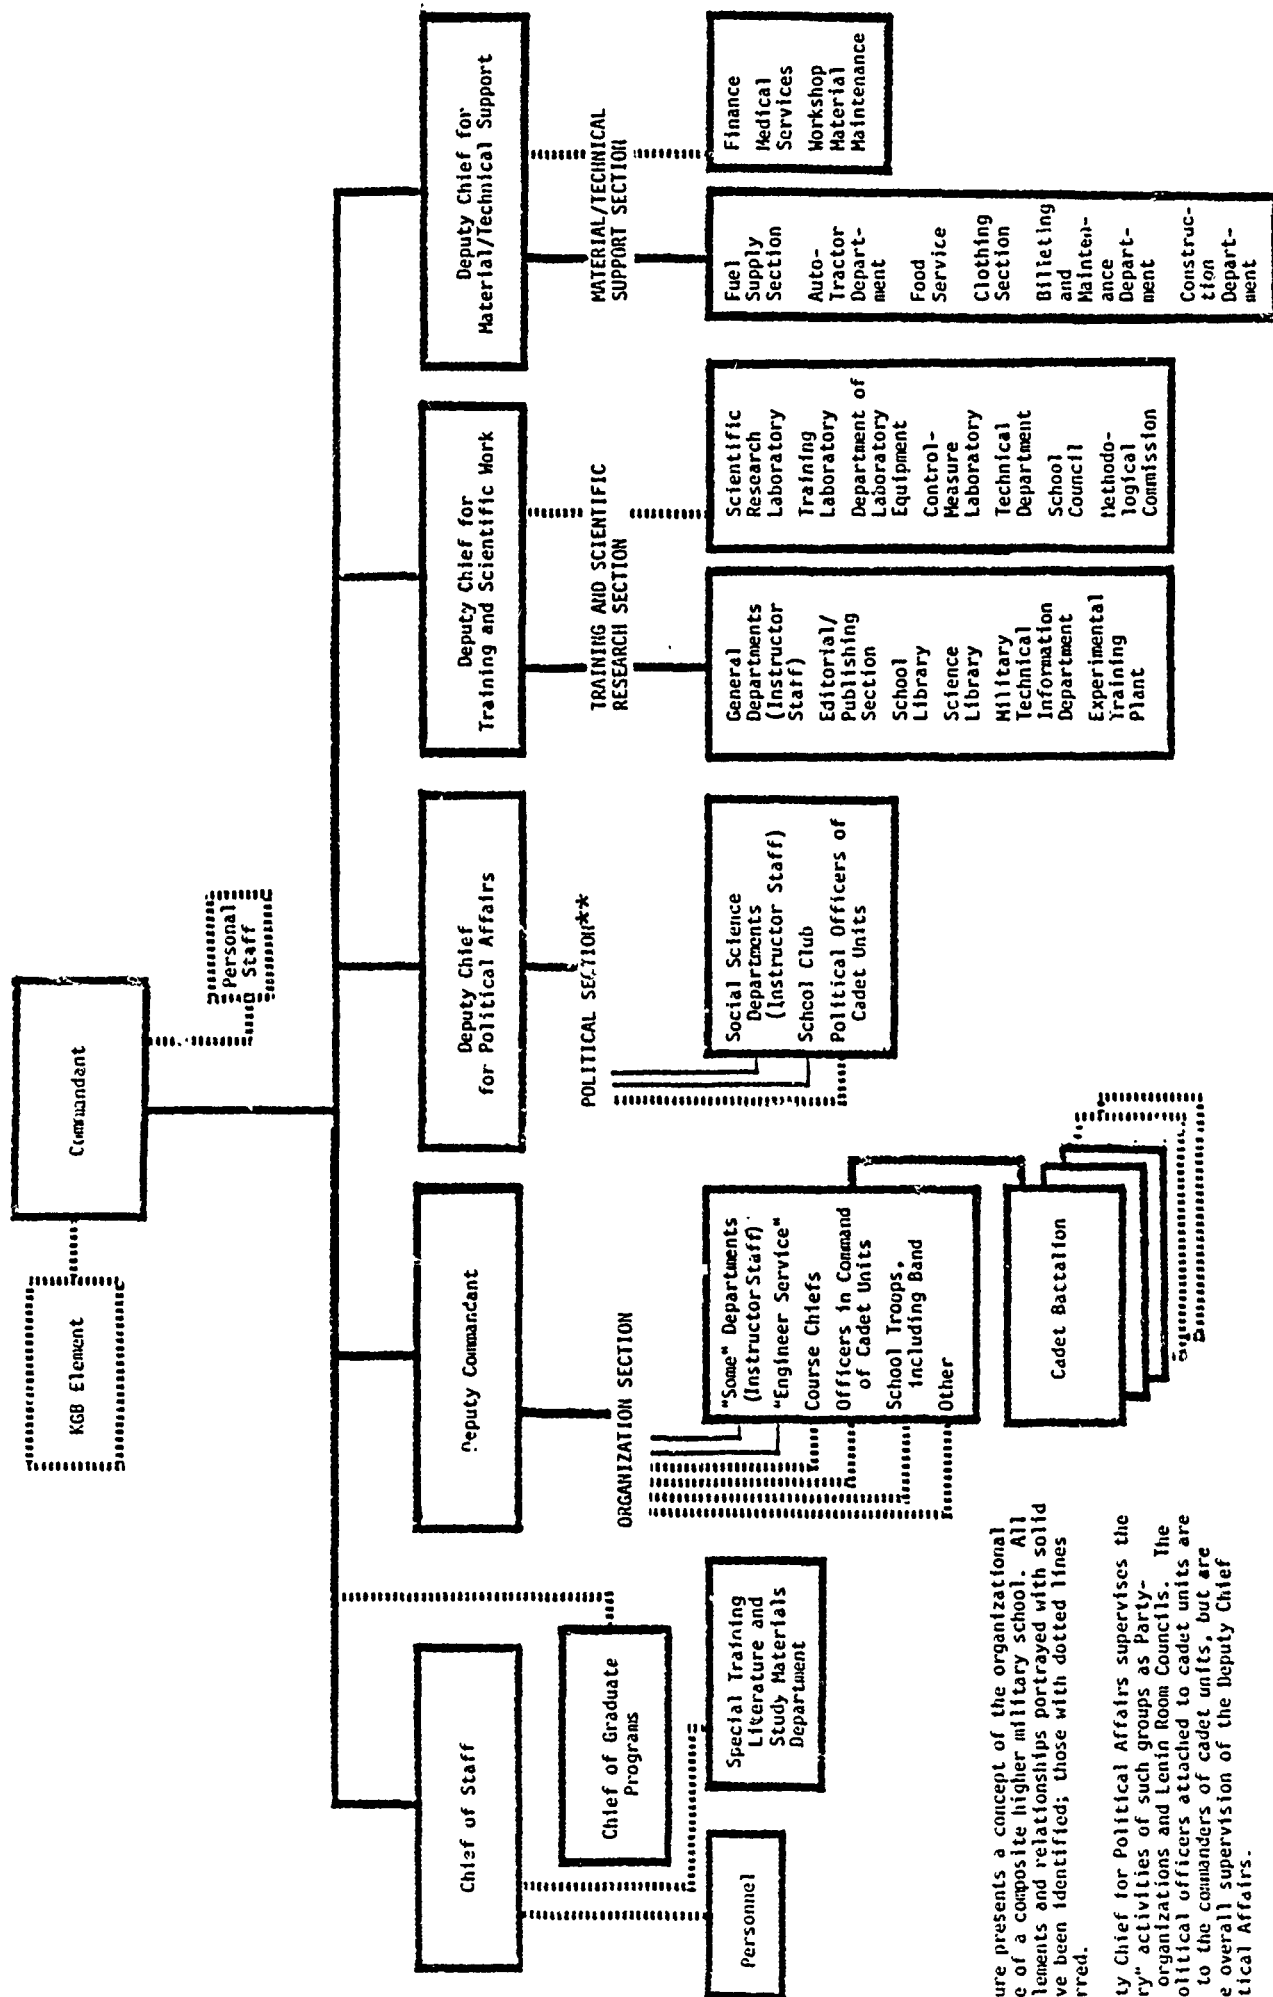 KGB Element
Commandant
Personal
Staff
Chief of Staff
Deputy Commandant
Deputy Chief
for Political Affairs
Deputy Chief for
Training and Scientific Work
Deputy Chief for
Material/Technical Support
Chief of Graduate
Programs
Personnel
Special Training
Literature and
Study Materials
Department
ORGANIZATION SECTION
"Some" Departments
(Instructor Staff)
"Engineer Service"
Course Chiefs
Officers in Command
of Cadet Units
School Troops,
including Band
Other
Cadet Battalion
POLITICAL SECTION**
Social Science
Departments
(Instructor Staff)
School Club
Political Officers of
Cadet Units
TRAINING AND SCIENTIFIC
RESEARCH SECTION
General
Departments
(Instructor
Staff)
Editorial/
Publishing
Section
School
Library
Science
Library
Military
Technical
Information
Department
Experimental
Training
Plant
Scientific
Research
Laboratory
Training
Laboratory
Department of
Laboratory
Equipment
Control-
Measure
Laboratory
Technical
Department
School
Council
Methodo-
logical
Commission
MATERIAL/TECHNICAL
SUPPORT SECTION
Fuel
Supply
Section
Auto-
Tractor
Depart-
ment
Food
Service
Clothing
Section
Billeting
and
Mainten-
ance
Depart-
ment
Construc-
tion
Depart-
ment
Finance
Medical
Services
Workshop
Material
Maintenance
ure presents a concept of the organizational
e of a composite higher military school. All
lements and relationships portrayed with solid
ve been identified; those with dotted lines
rred.
ty Chief for Political Affairs supervises the
ry" activities of such groups as Party-
organizations and Lenin Room Councils. The
olitical officers attached to cadet units are
to the commanders of cadet units, but are
e overall supervision of the Deputy Chief
tical Affairs.